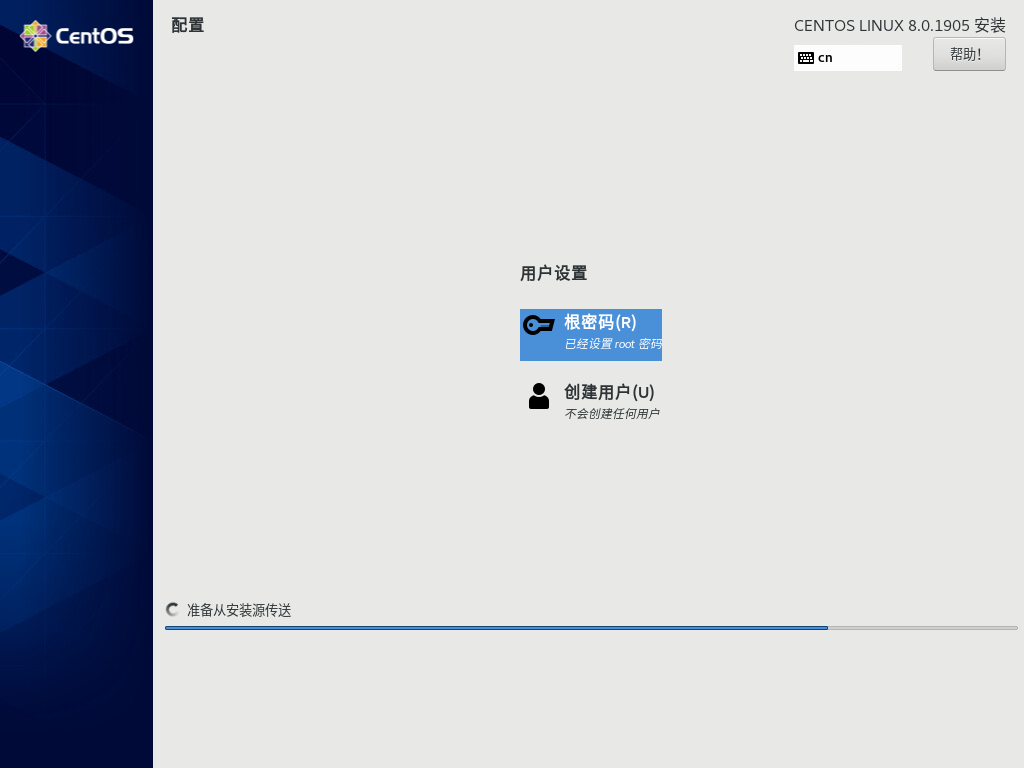 CentOS
配置
CENTOS LINUX 8.0.1905 安装
cn
帮助!
用户设置
根密码(R)
已经设置 root 密码
创建用户(U)
不会创建任何用户
准备从安装源传送